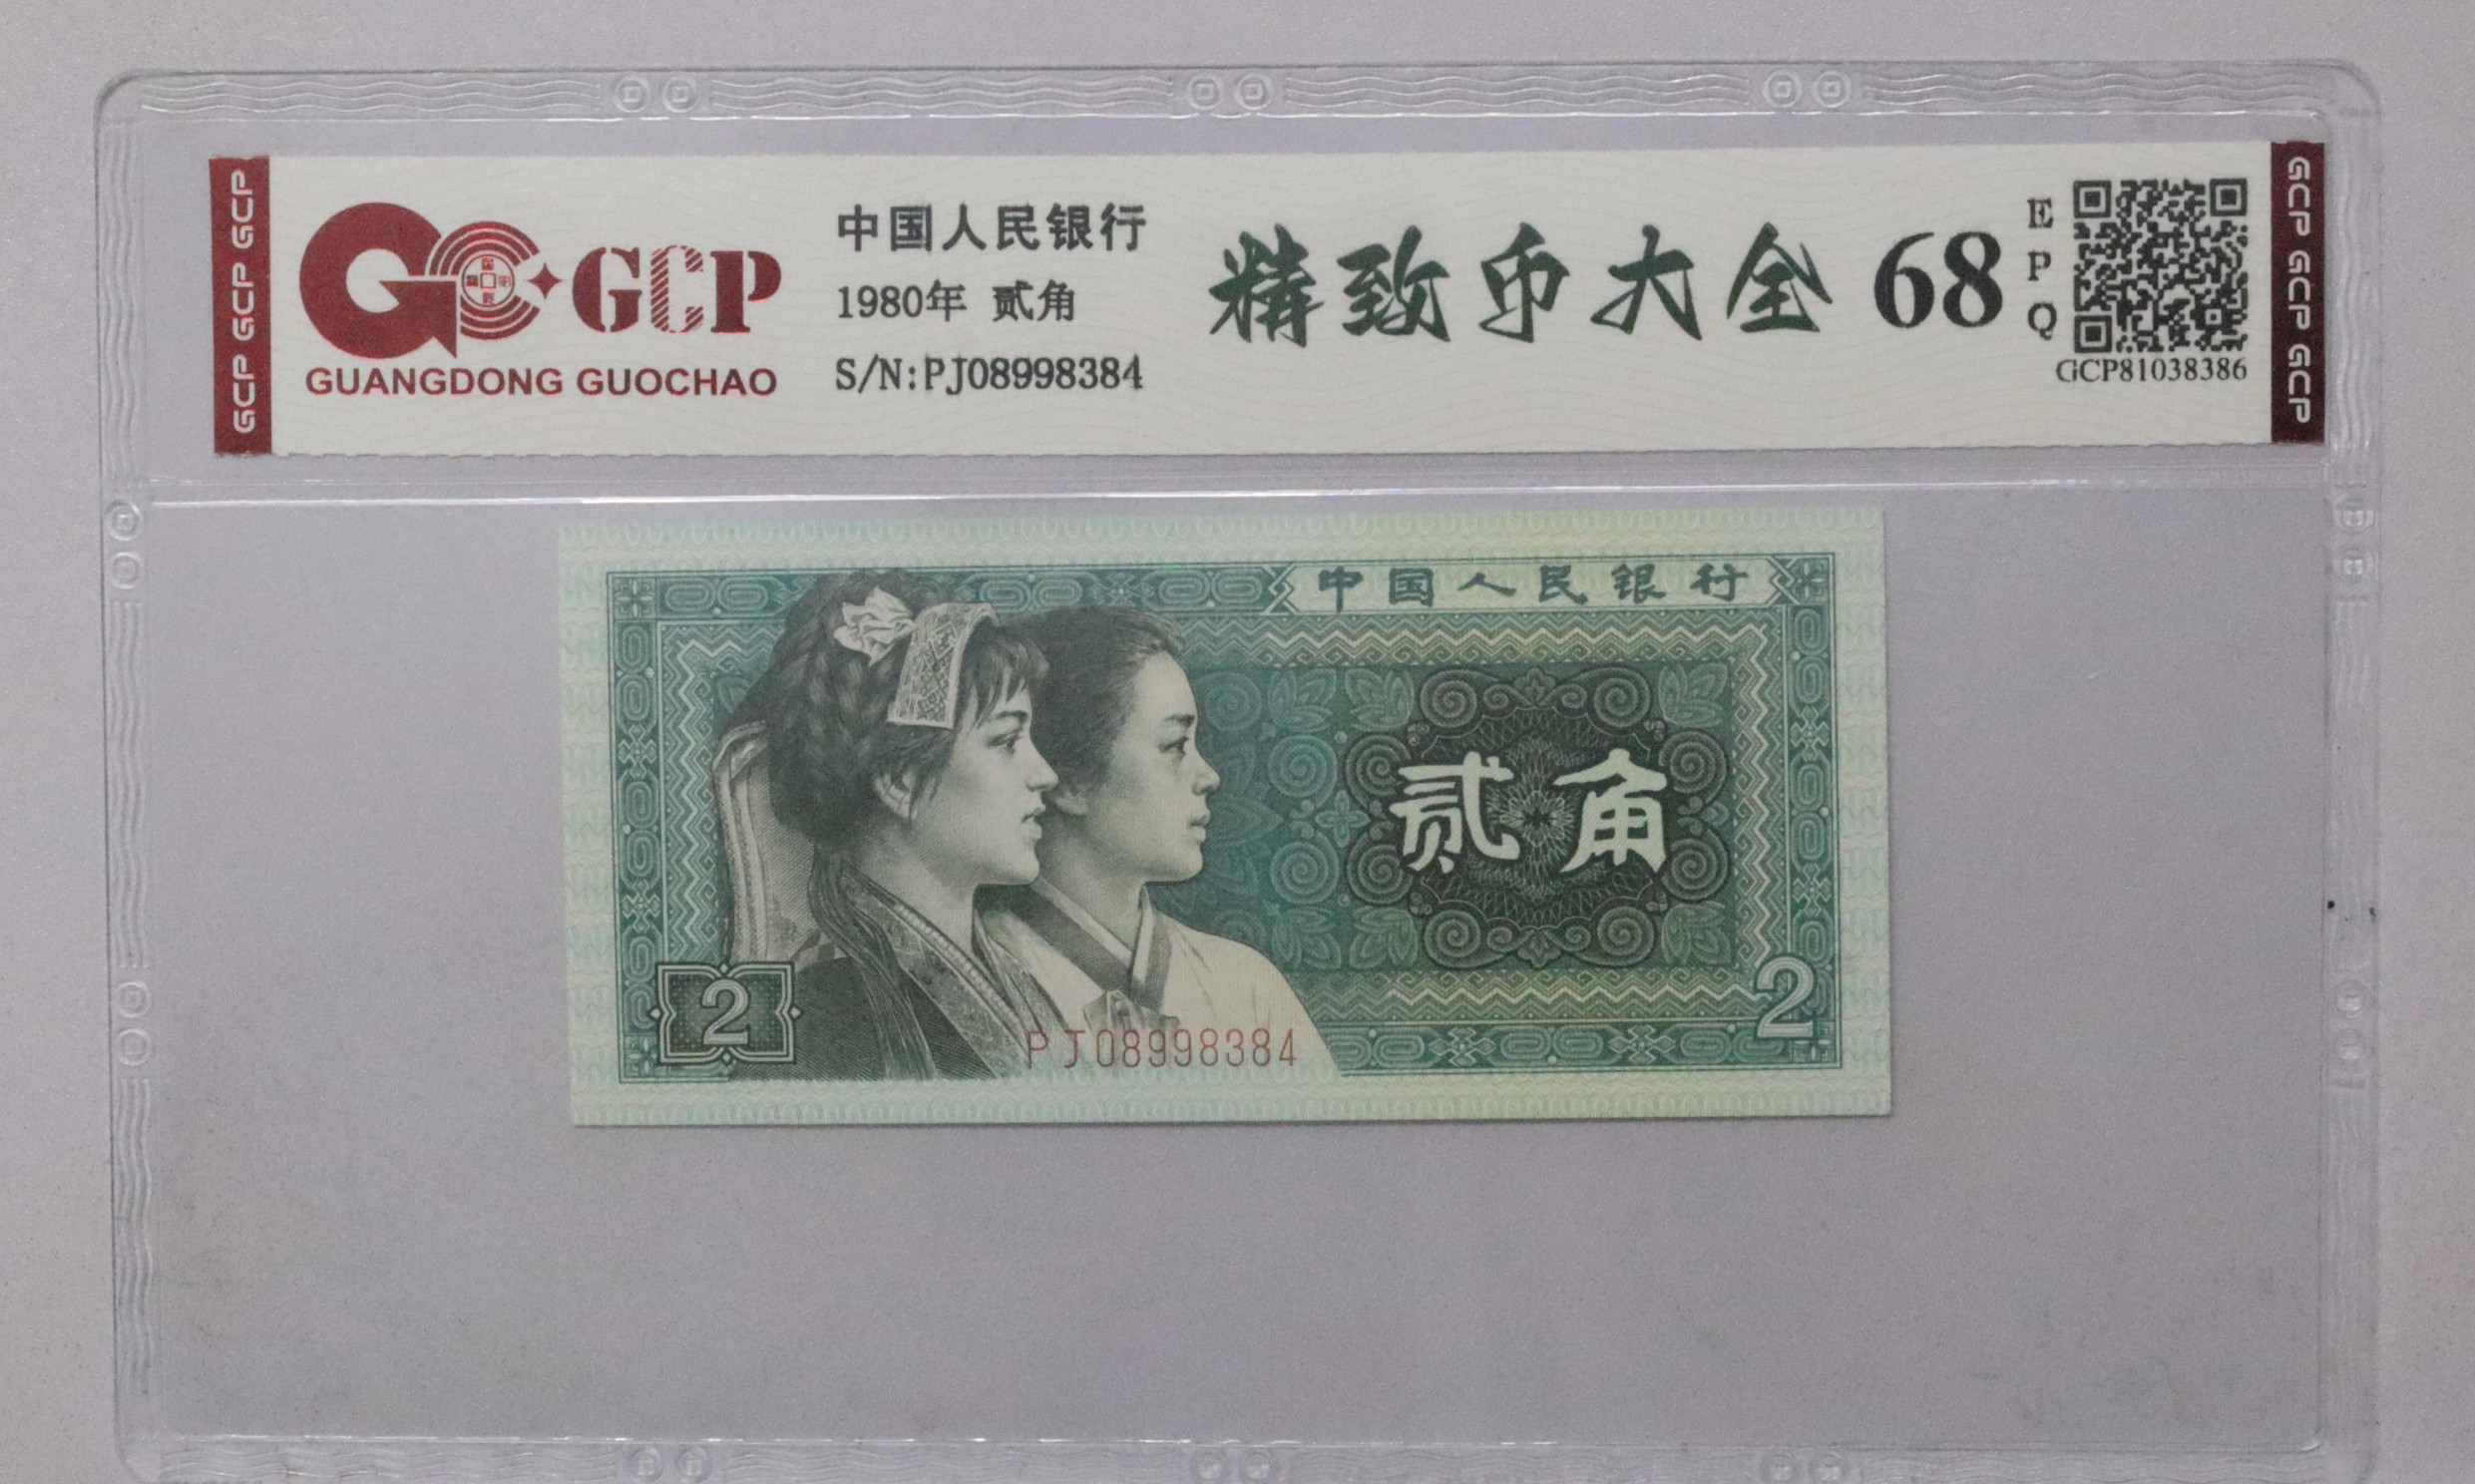 GCP GCP GCP
GCP
GUANGDONG GUOCHAO
中国人民银行
1980年 贰角
S/N:PJ08998384
精致币大全
68
EPQ
GCP81038386
GCP GCP GCP
中国人民银行
贰角
2
2
PJ08998384